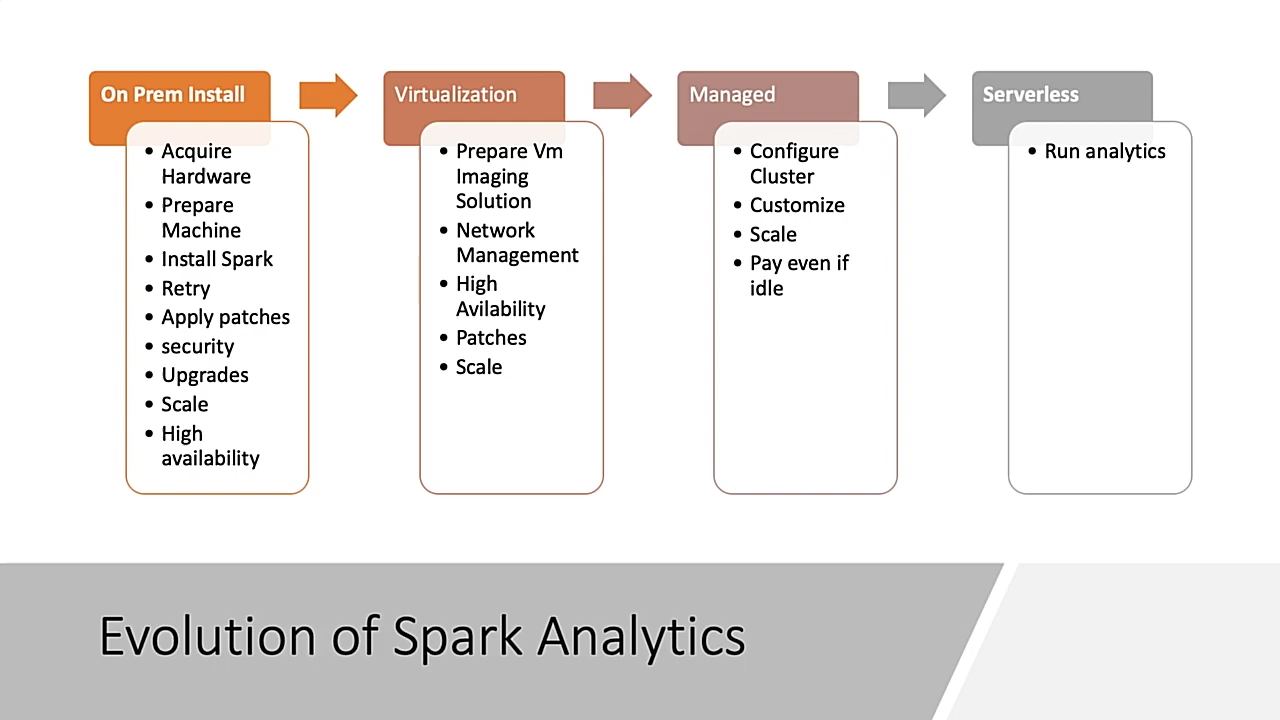 On Prem Install
• Acquire
Hardware
• Prepare
Machine
• Install Spark
• Retry
• Apply patches
• security
• Upgrades
• Scale
• High
availability
Virtualization
• Prepare Vm
Imaging
Solution
• Network
Management
• High
Avilability
• Patches
• Scale
Managed
• Configure
Cluster
• Customize
• Scale
• Pay even if
idle
Serverless
• Run analytics
Evolution of Spark Analytics